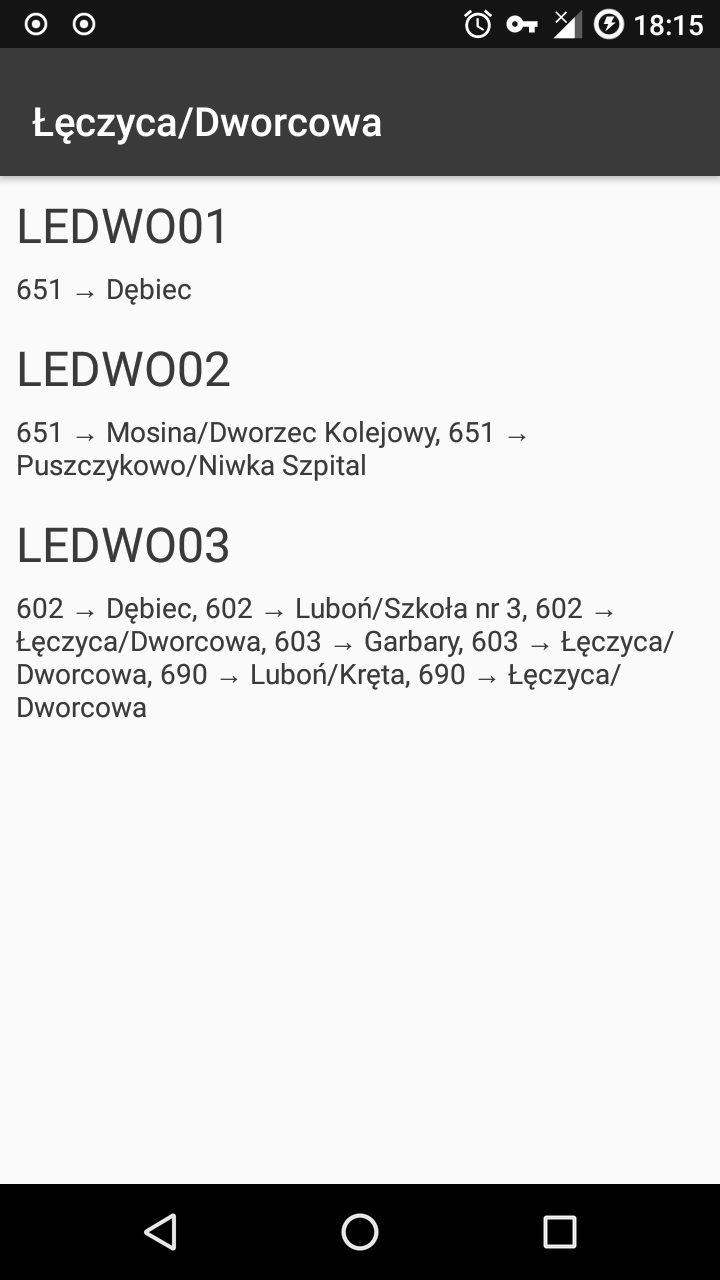 18:15
Łęczyca/Dworcowa
LEDWO01
651 → Dębiec
LEDWO02
651 → Mosina/Dworzec Kolejowy, 651 →
Puszczykowo/Niwka Szpital
LEDWO03
602 → Dębiec, 602 → Luboń/Szkoła nr 3, 602 →
Łęczyca/Dworcowa, 603 → Garbary, 603 → Łęczyca/
Dworcowa, 690 → Luboń/Kręta, 690 → Łęczyca/
Dworcowa